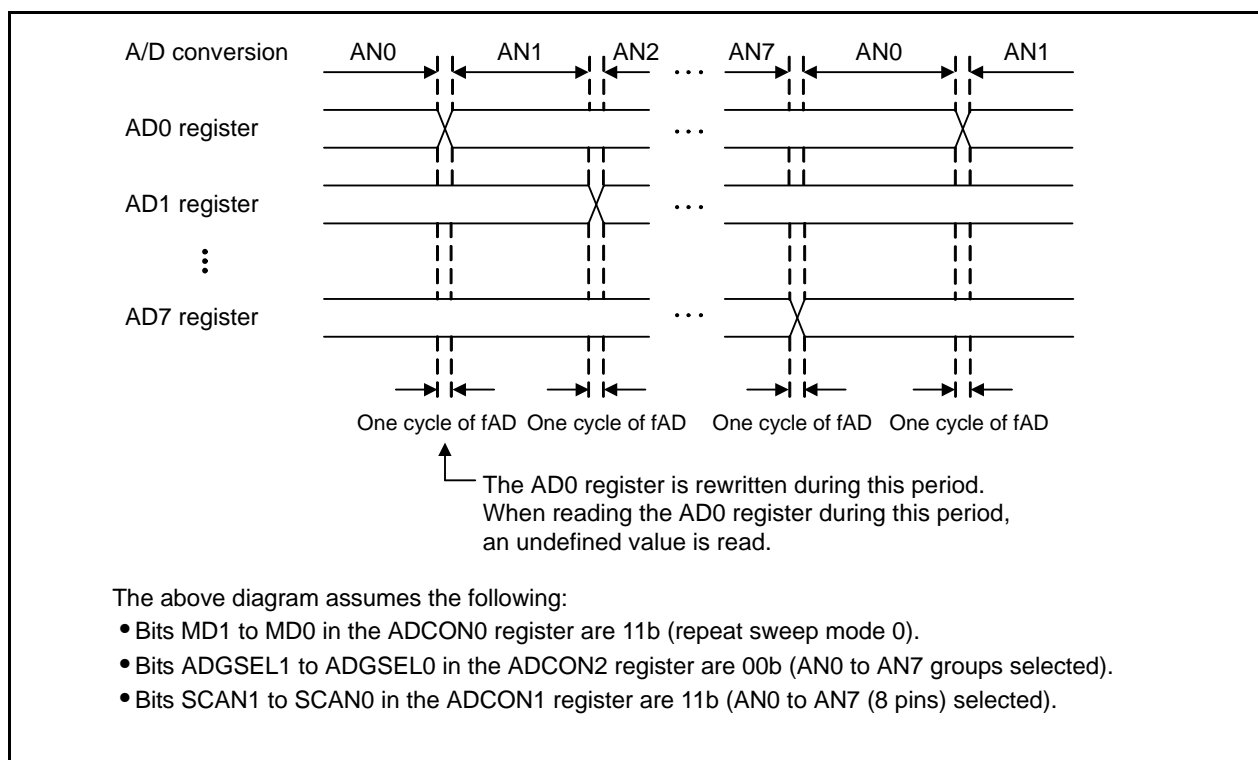 A/D conversion AN0 AN1 AN2 ··· AN7 AN0 AN1
AD0 register ···
AD1 register ···
⋮
AD7 register ···
One cycle of fAD One cycle of fAD One cycle of fAD One cycle of fAD
The AD0 register is rewritten during this period.
When reading the AD0 register during this period,
an undefined value is read.
The above diagram assumes the following:
• Bits MD1 to MD0 in the ADCON0 register are 11b (repeat sweep mode 0).
• Bits ADGSEL1 to ADGSEL0 in the ADCON2 register are 00b (AN0 to AN7 groups selected).
• Bits SCAN1 to SCAN0 in the ADCON1 register are 11b (AN0 to AN7 (8 pins) selected).